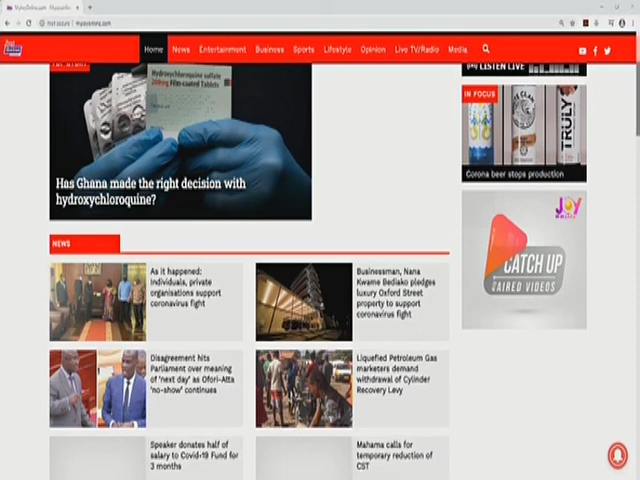 Not secure | myjoyonline.com
Home News Entertainment Business Sports Lifestyle Opinion Live TV/Radio Media
LISTEN LIVE
Hydroxychloroquine sulfate
200mg Film-coated Tablets
Has Ghana made the right decision with
hydroxychloroquine?
IN FOCUS
TRULY
Corona beer stops production
JOY
CATCH UP
AIRED VIDEOS
NEWS
As it happened:
Individuals, private
organisations support
coronavirus fight
Businessman, Nana
Kwame Bediako pledges
luxury Oxford Street
property to support
coronavirus fight
Disagreement hits
Parliament over meaning
of 'next day' as Ofori-Atta
'no-show' continues
Liquefied Petroleum Gas
marketers demand
withdrawal of Cylinder
Recovery Levy
Speaker donates half of
salary to Covid-19 Fund for
3 months
Mahama calls for
temporary reduction of
CST